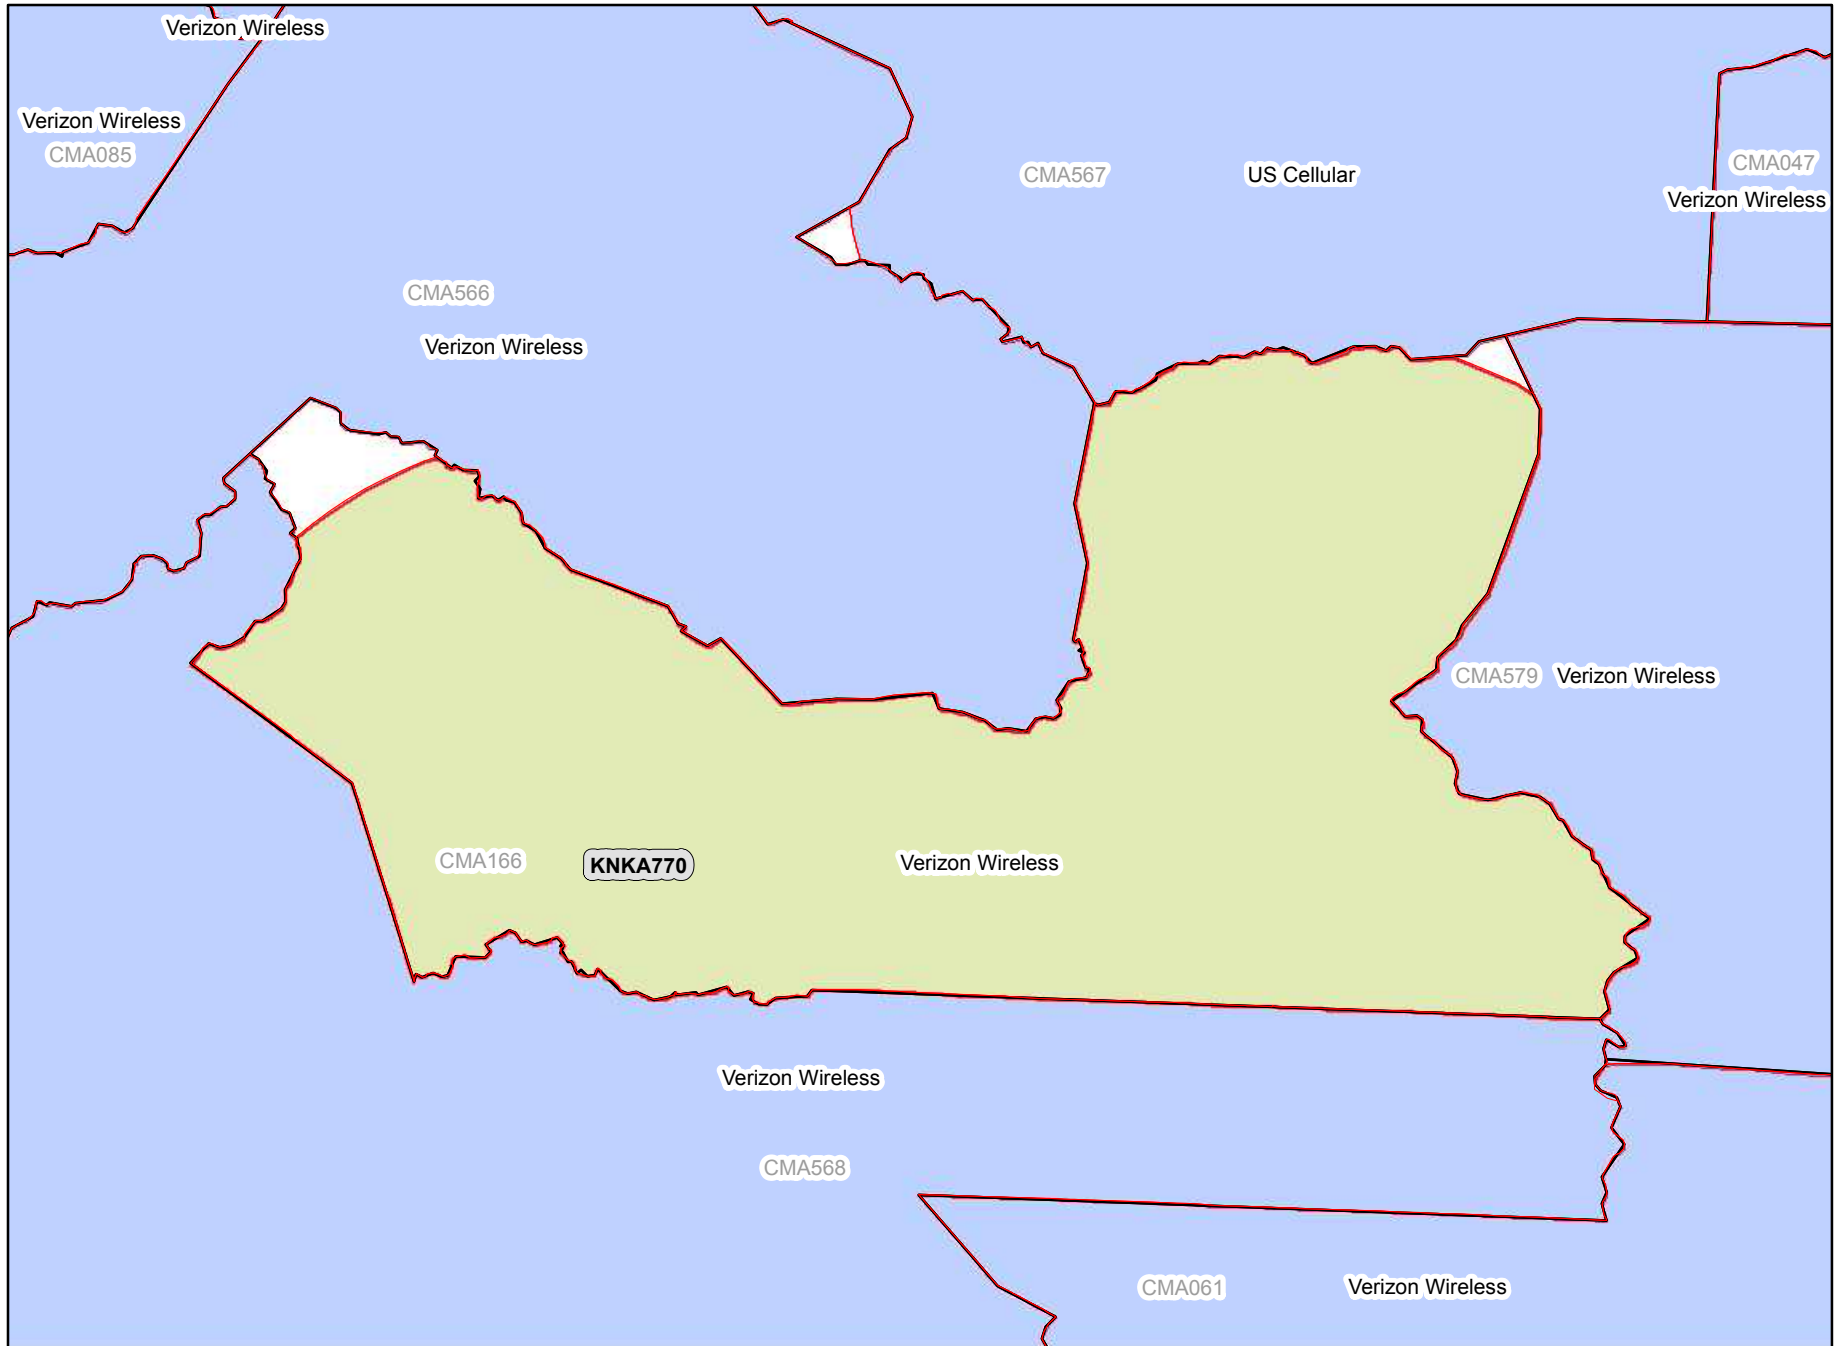 Verizon Wireless
Verizon Wireless
CMA085
CMA567
US Cellular
CMA047
Verizon Wireless
CMA566
Verizon Wireless
CMA579
Verizon Wireless
CMA166
KNKA770
Verizon Wireless
Verizon Wireless
CMA568
CMA061
Verizon Wireless